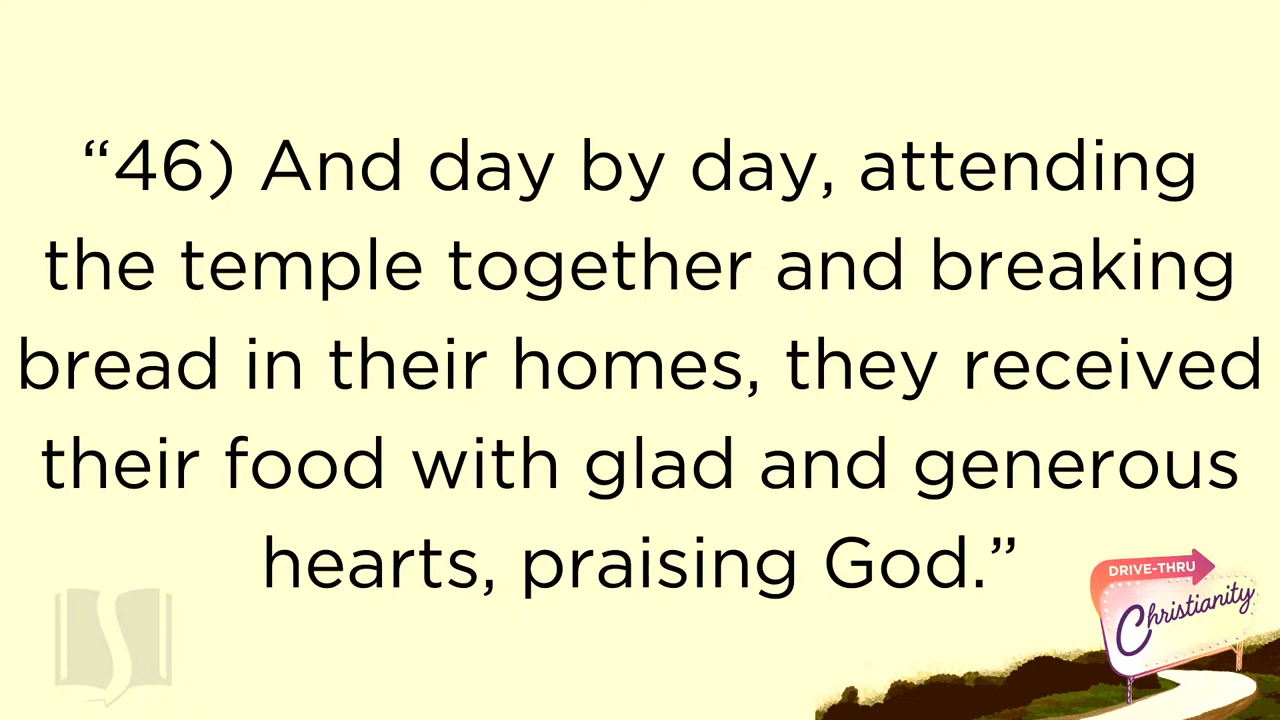 “46) And day by day, attending
the temple together and breaking
bread in their homes, they received
their food with glad and generous
hearts, praising God.”
DRIVE-THRU
Christianity